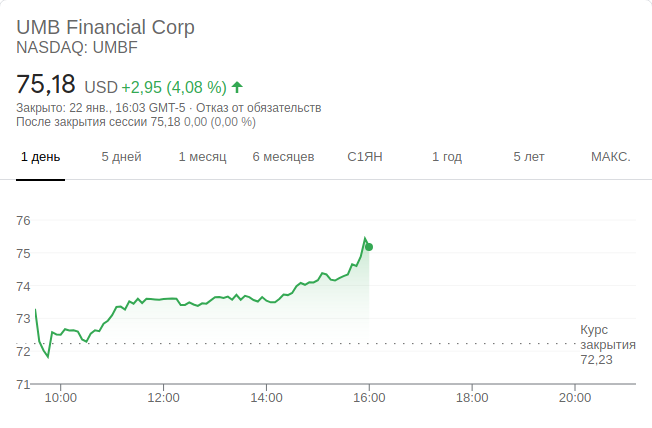 UMB Financial Corp
NASDAQ: UMBF
75,18 USD +2,95 (4,08 %)
Закрыто: 22 янв., 16:03 GMT-5 · Отказ от обязательств
После закрытия сессии 75,18 0,00 (0,00 %)
1 день 5 дней 1 месяц 6 месяцев С1ЯН 1 год 5 лет МАКС.
76
75
74
73
Курс
закрытия
72,23
72
71
10:00 12:00 14:00 16:00 18:00 20:00